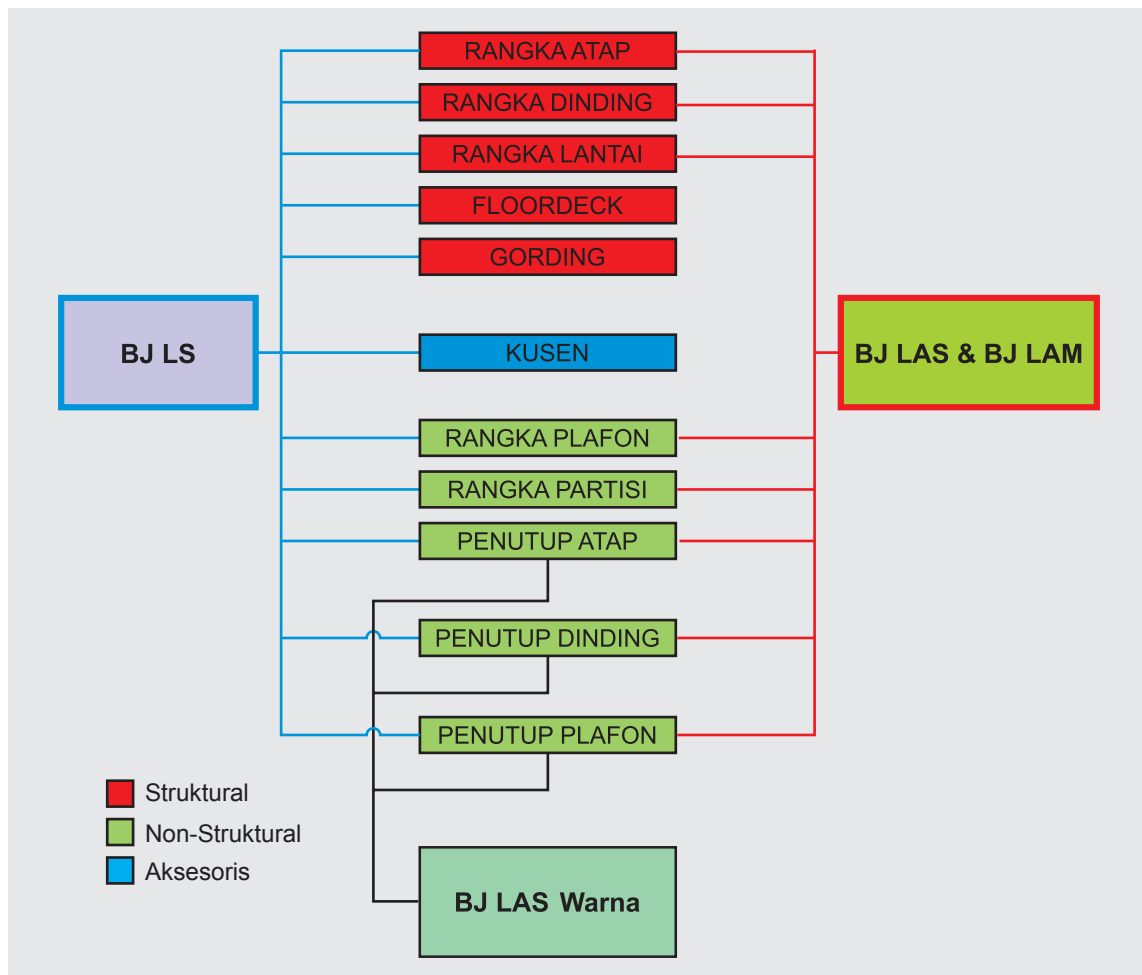 RANGKA ATAP
RANGKA DINDING
RANGKA LANTAI
FLOORDECK
GORDING
BJ LS
KUSEN
BJ LAS & BJ LAM
RANGKA PLAFON
RANGKA PARTISI
PENUTUP ATAP
PENUTUP DINDING
PENUTUP PLAFON
Struktural
Non-Struktural
Aksesoris
BJ LAS Warna